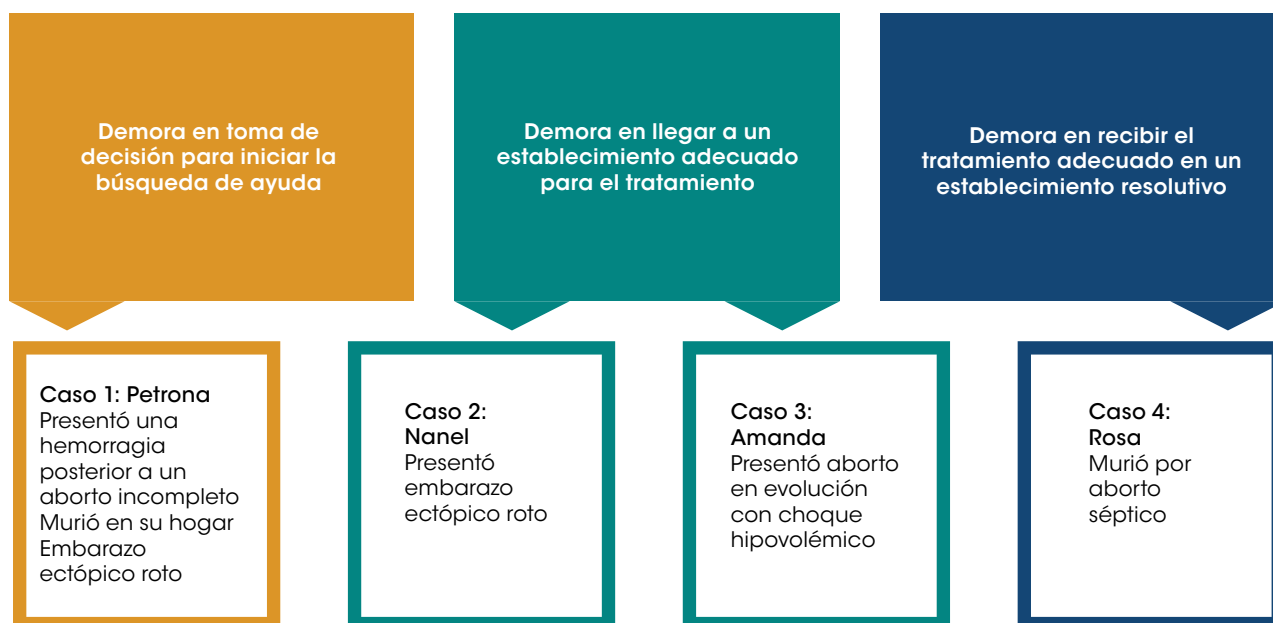 Demora en toma de
decisión para iniciar la
búsqueda de ayuda
Demora en llegar a un
establecimiento adecuado
para el tratamiento
Demora en recibir el
tratamiento adecuado en un
establecimiento resolutivo
Caso 1: Petrona
Presentó una
hemorragia
posterior a un
aborto incompleto
Murió en su hogar
Embarazo
ectópico roto
Caso 2:
Nanel
Presentó
embarazo
ectópico roto
Caso 3:
Amanda
Presentó aborto
en evolución
con choque
hipovolémico
Caso 4:
Rosa
Murió por
aborto
séptico